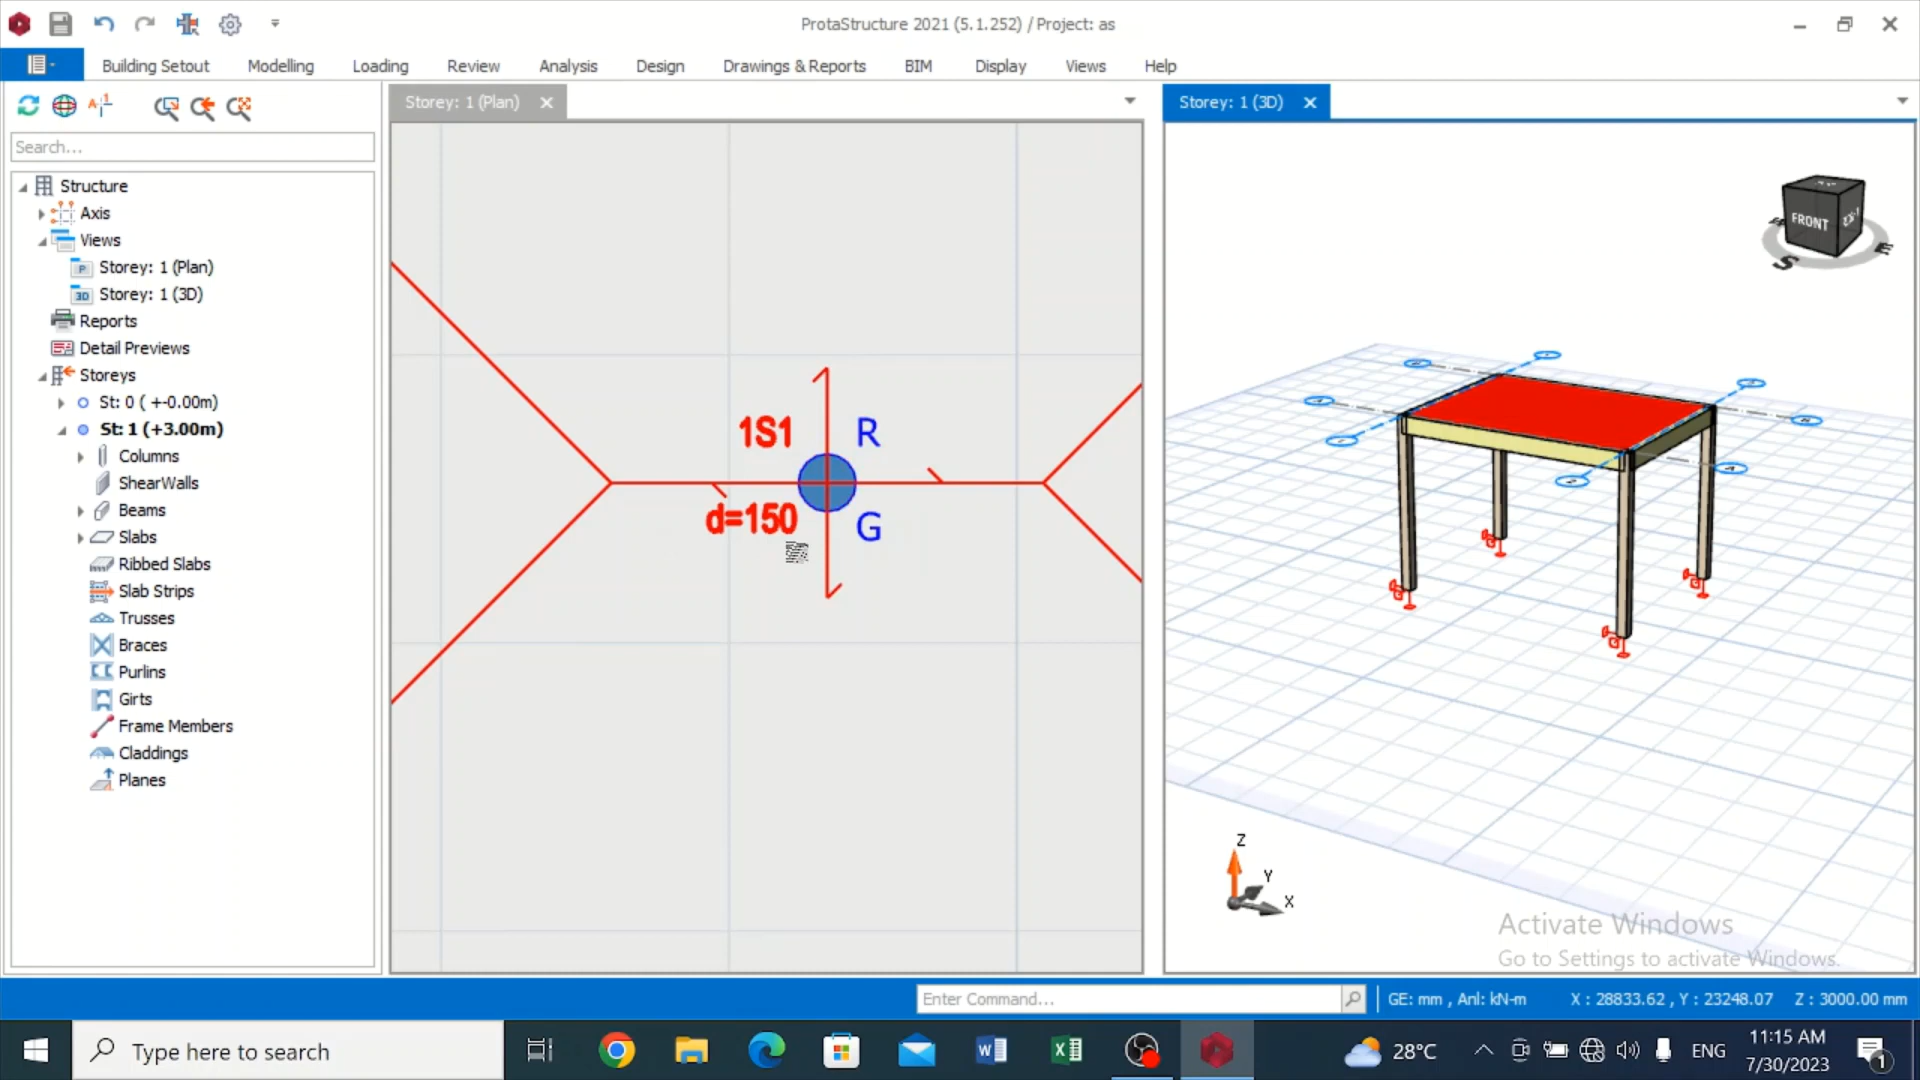 ProtaStructure 2021 (5.1.252) / Project: as
Building Setout
Modelling
Loading
Review
Analysis
Design
Drawings & Reports
BIM
Display
Views
Help
Search...
Structure
Axis
Views
Storey: 1 (Plan)
Storey: 1 (3D)
Reports
Detail Previews
Storeys
St: 0 ( +-0.00m)
St: 1 (+3.00m)
Columns
ShearWalls
Beams
Slabs
Ribbed Slabs
Slab Strips
Trusses
Braces
Purlins
Girts
Frame Members
Claddings
Planes
Storey: 1 (Plan)
1S1
R
d=150
G
Storey: 1 (3D)
FRONT
S
E
Z
Y
X
Activate Windows
Go to Settings to activate Windows.
Enter Command...
GE: mm , Anl: kN-m
X : 28833.62 , Y : 23248.07
Z : 3000.00 mm
Type here to search
28°C
ENG
11:15 AM
7/30/2023
1